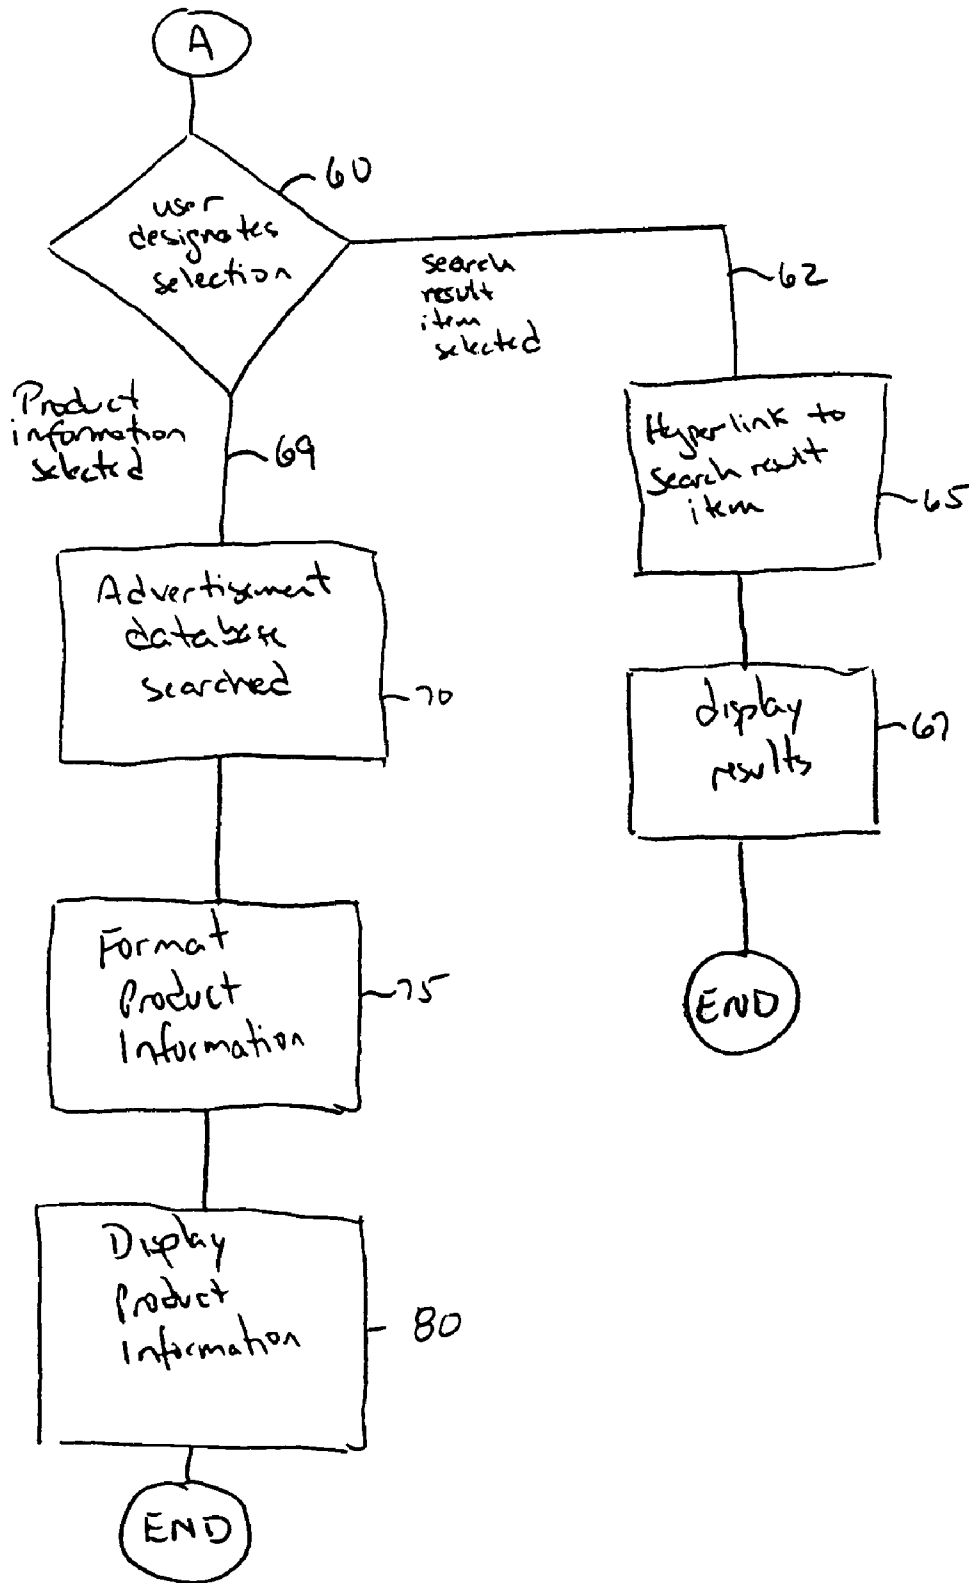 A
60
user
designates
selection
search
result
item
selected
62
Product
information
selected
69
Hyperlink to
search result
item
65
Advertisement
database
searched
70
display
results
67
Format
Product
Information
75
END
Display
Product
Information
80
END